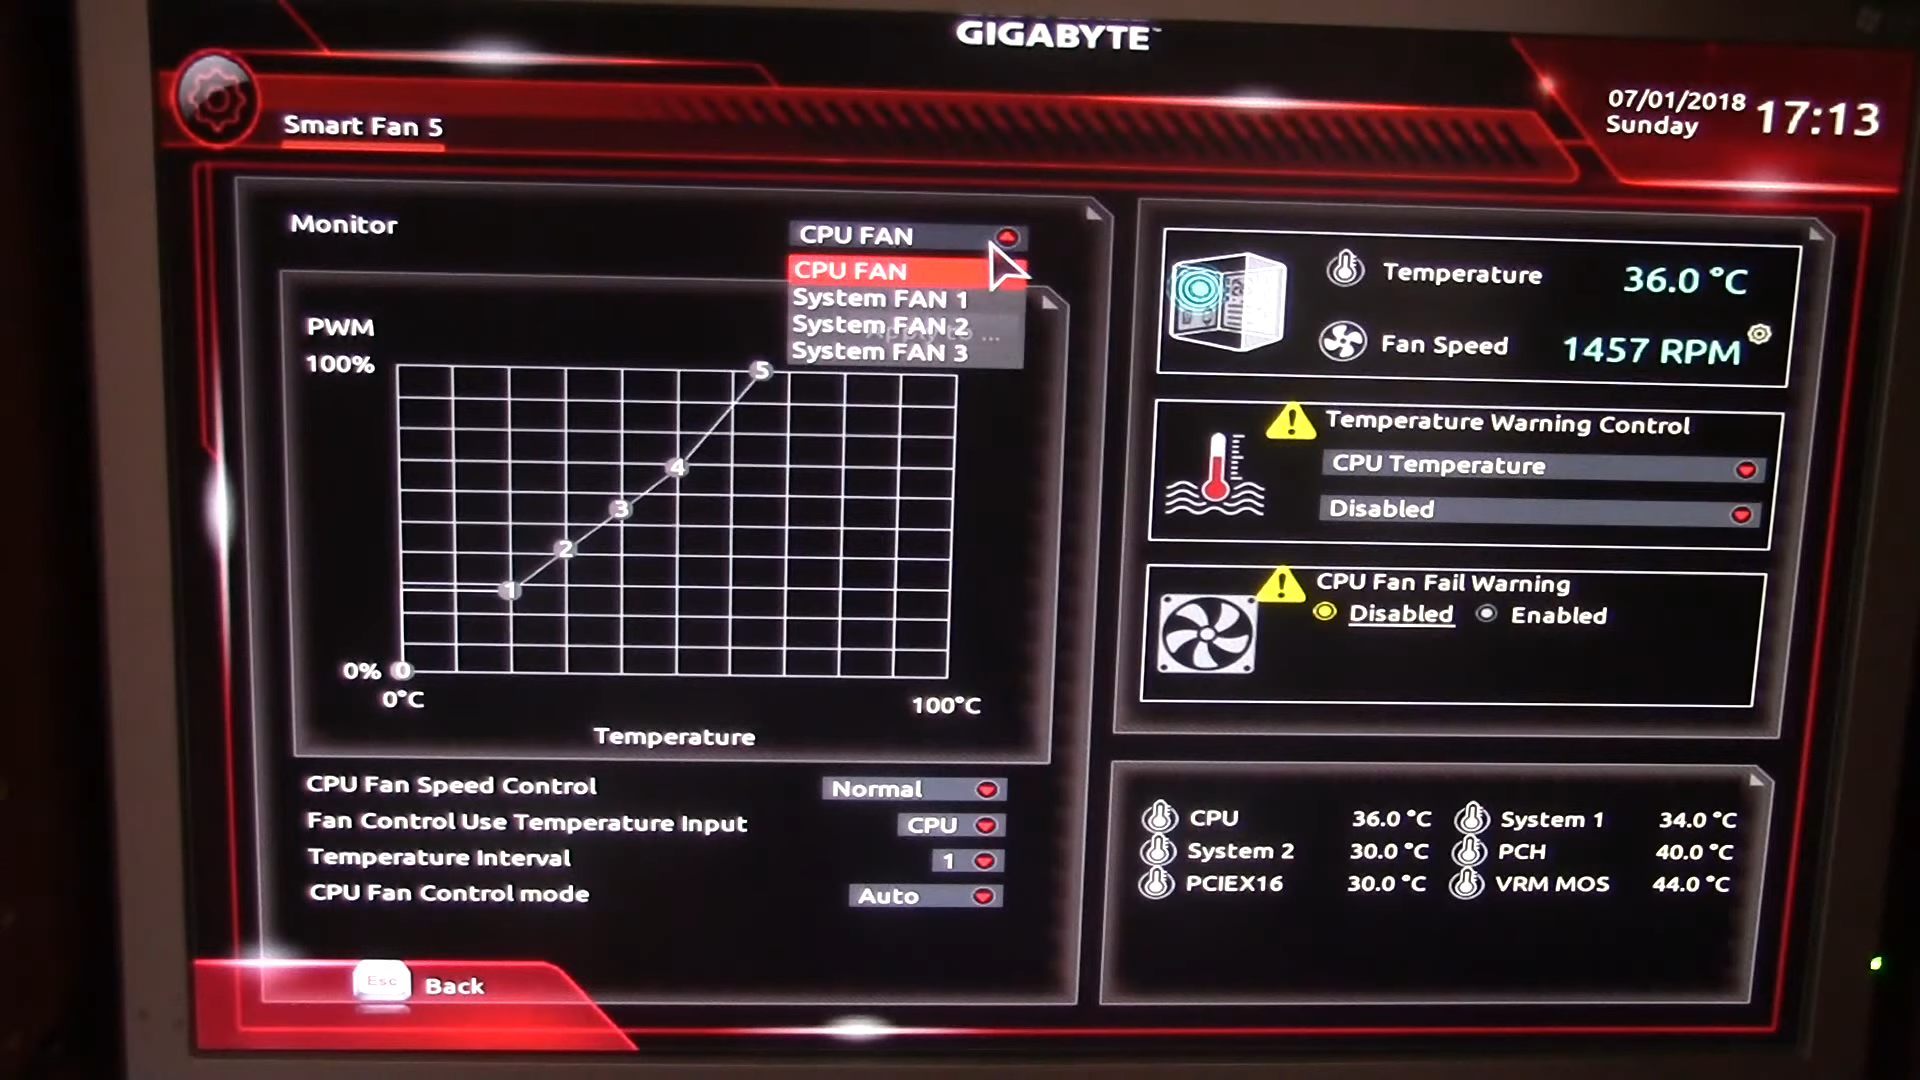 GIGABYTE™
Smart Fan 5
07/01/2018
Sunday
17:13
Monitor
CPU FAN
CPU FAN
System FAN 1
System FAN 2
System FAN 3
Apply to ...
PWM
100%
5
4
3
2
1
0% 0
0°C
100°C
Temperature
CPU Fan Speed Control Normal
Fan Control Use Temperature Input CPU
Temperature Interval 1
CPU Fan Control mode Auto
Esc Back
Temperature 36.0 °C
Fan Speed 1457 RPM
! Temperature Warning Control
CPU Temperature
Disabled
! CPU Fan Fail Warning
Disabled Enabled
CPU 36.0 °C System 1 34.0 °C
System 2 30.0 °C PCH 40.0 °C
PCIEX16 30.0 °C VRM MOS 44.0 °C